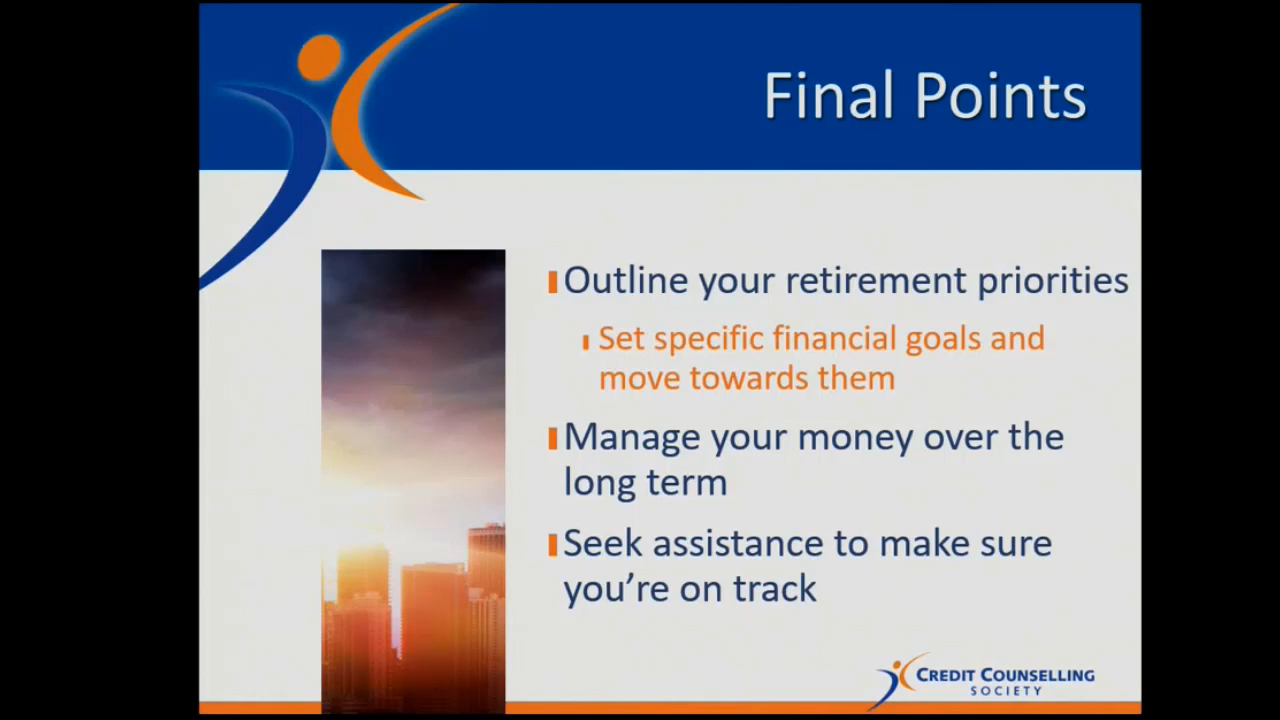 Final Points
Outline your retirement priorities
Set specific financial goals and
move towards them
Manage your money over the
long term
Seek assistance to make sure
you're on track
CREDIT COUNSELLING
SOCIETY